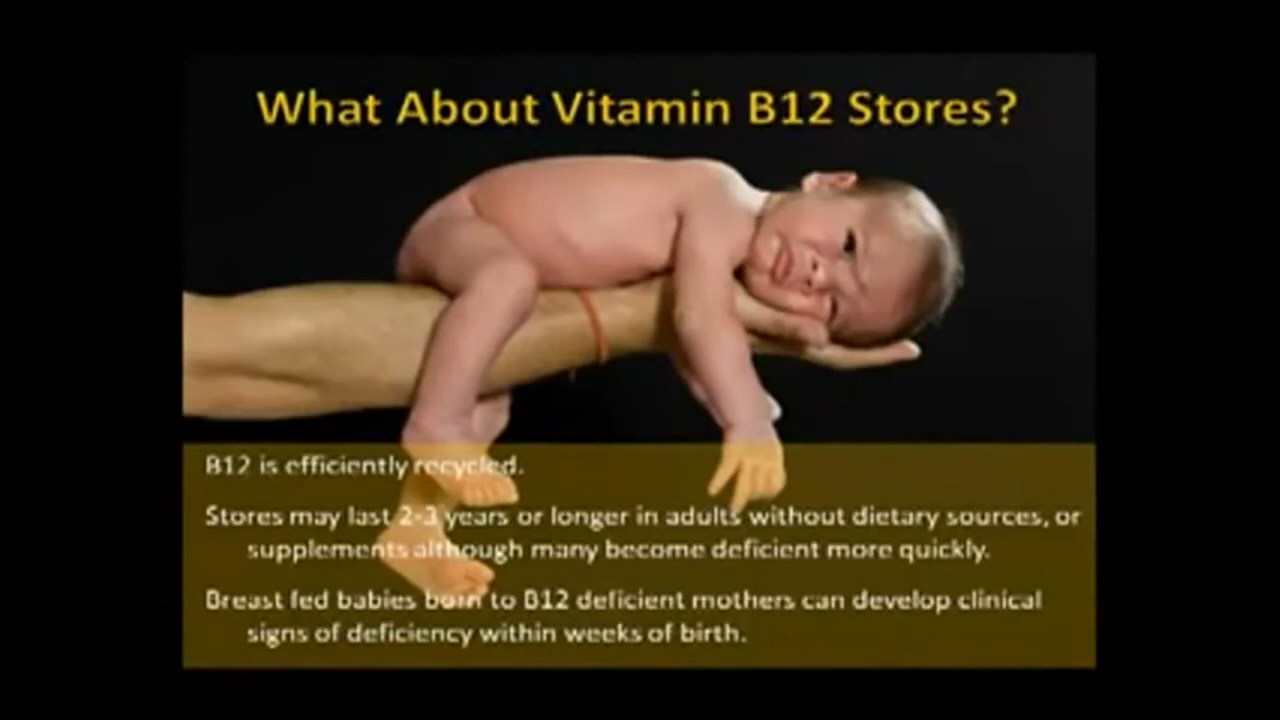 What About Vitamin B12 Stores?
B12 is efficiently recycled.
Stores may last 2-3 years or longer in adults without dietary sources, or
supplements although many become deficient more quickly.
Breast fed babies born to B12 deficient mothers can develop clinical
signs of deficiency within weeks of birth.